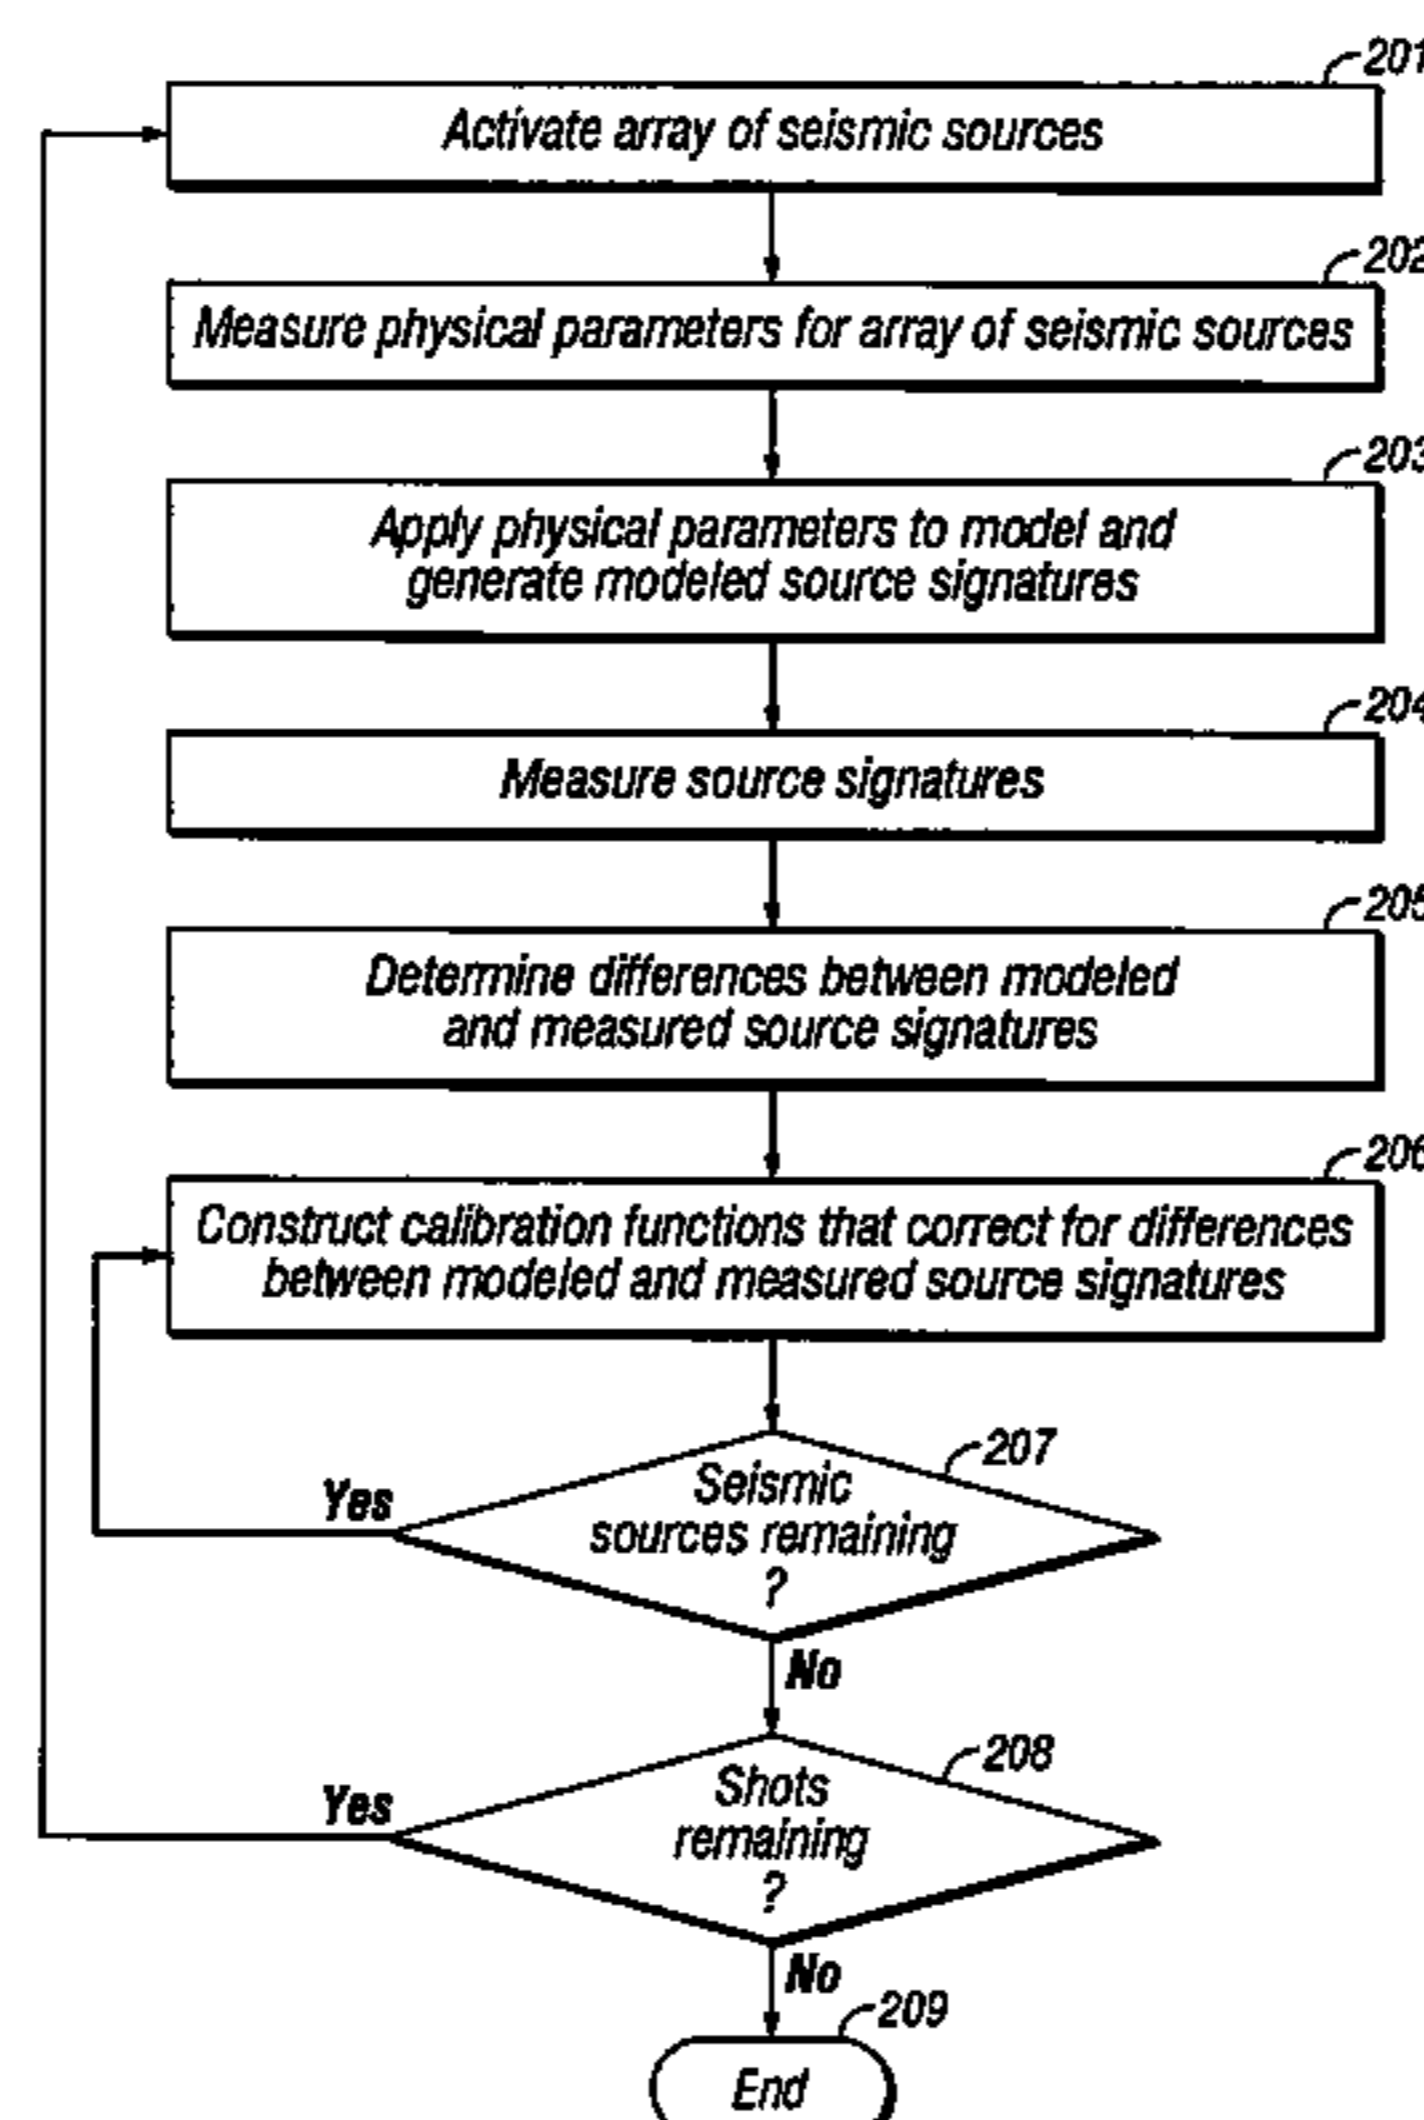 201
Activate array of seismic sources
202
Measure physical parameters for array of seismic sources
203
Apply physical parameters to model and
generate modeled source signatures
204
Measure source signatures
205
Determine differences between modeled
and measured source signatures
206
Construct calibration functions that correct for differences
between modeled and measured source signatures
207
Yes
Seismic
sources remaining
?
No
208
Yes
Shots
remaining
?
No
209
End